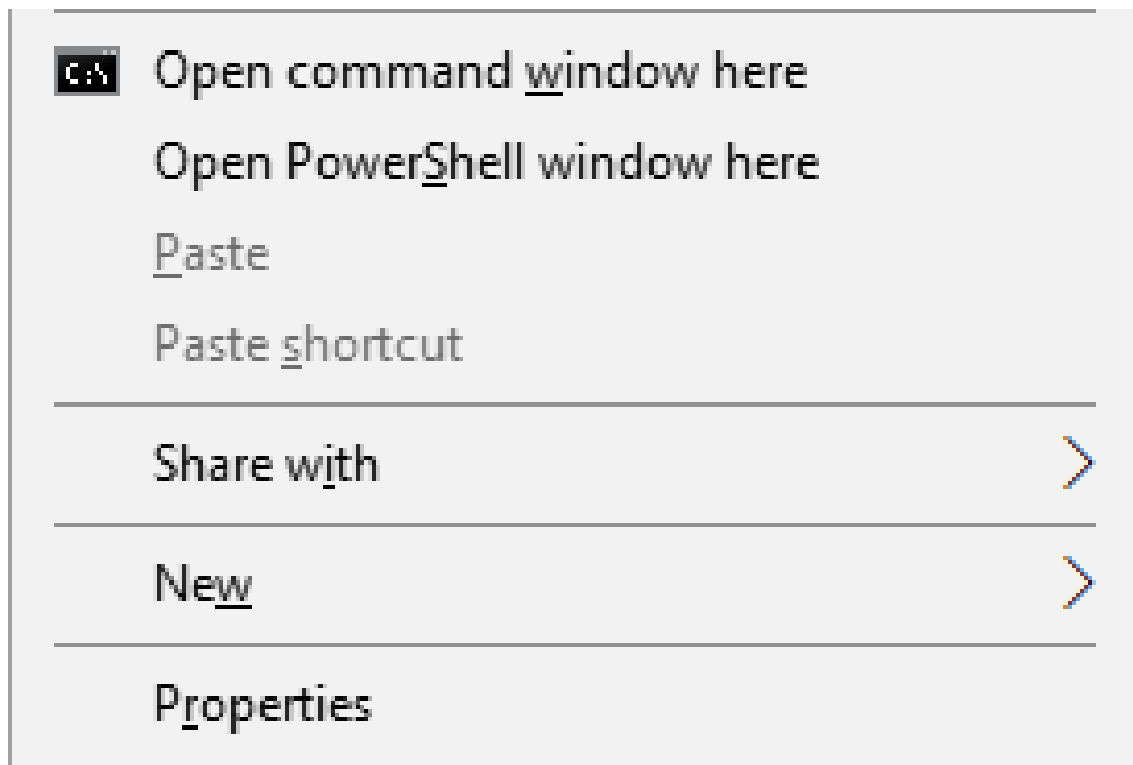 C:\
Open command window here
Open PowerShell window here
Paste
Paste shortcut
Share with
New
Properties